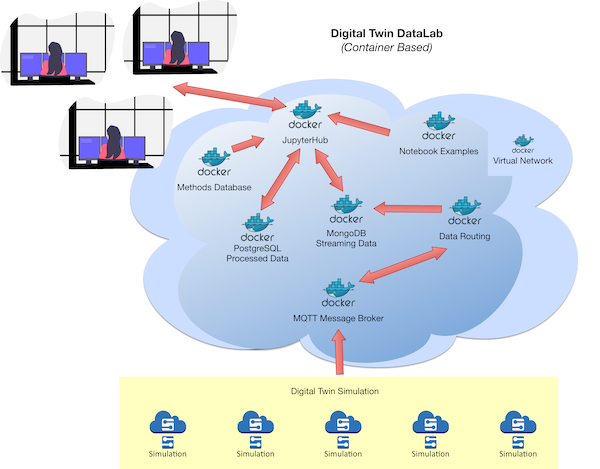 Digital Twin DataLab
(Container Based)
docker
JupyterHub
docker
Notebook Examples
docker
Virtual Network
docker
Methods Database
docker
PostgreSQL
Processed Data
docker
MongoDB
Streaming Data
docker
Data Routing
docker
MQTT Message Broker
Digital Twin Simulation
Simulation
Simulation
Simulation
Simulation
Simulation